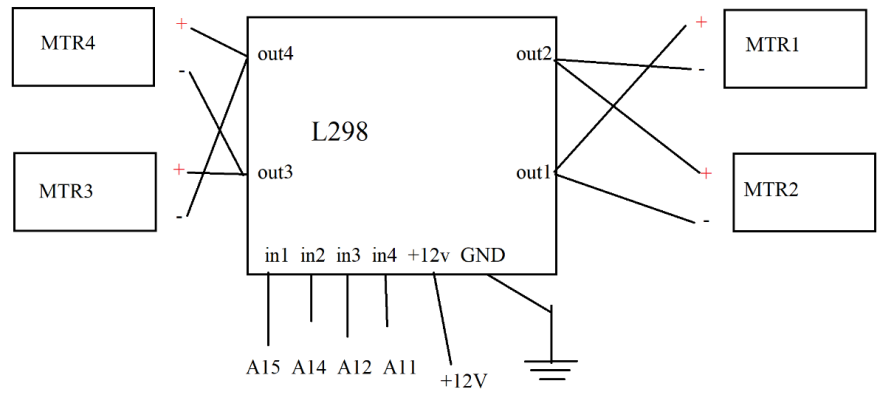 MTR4
+
-
MTR3
+
-
out4
out3
L298
out2
out1
+
-
MTR1
+
-
MTR2
in1 in2 in3 in4 +12v GND
A15 A14 A12 A11 +12V